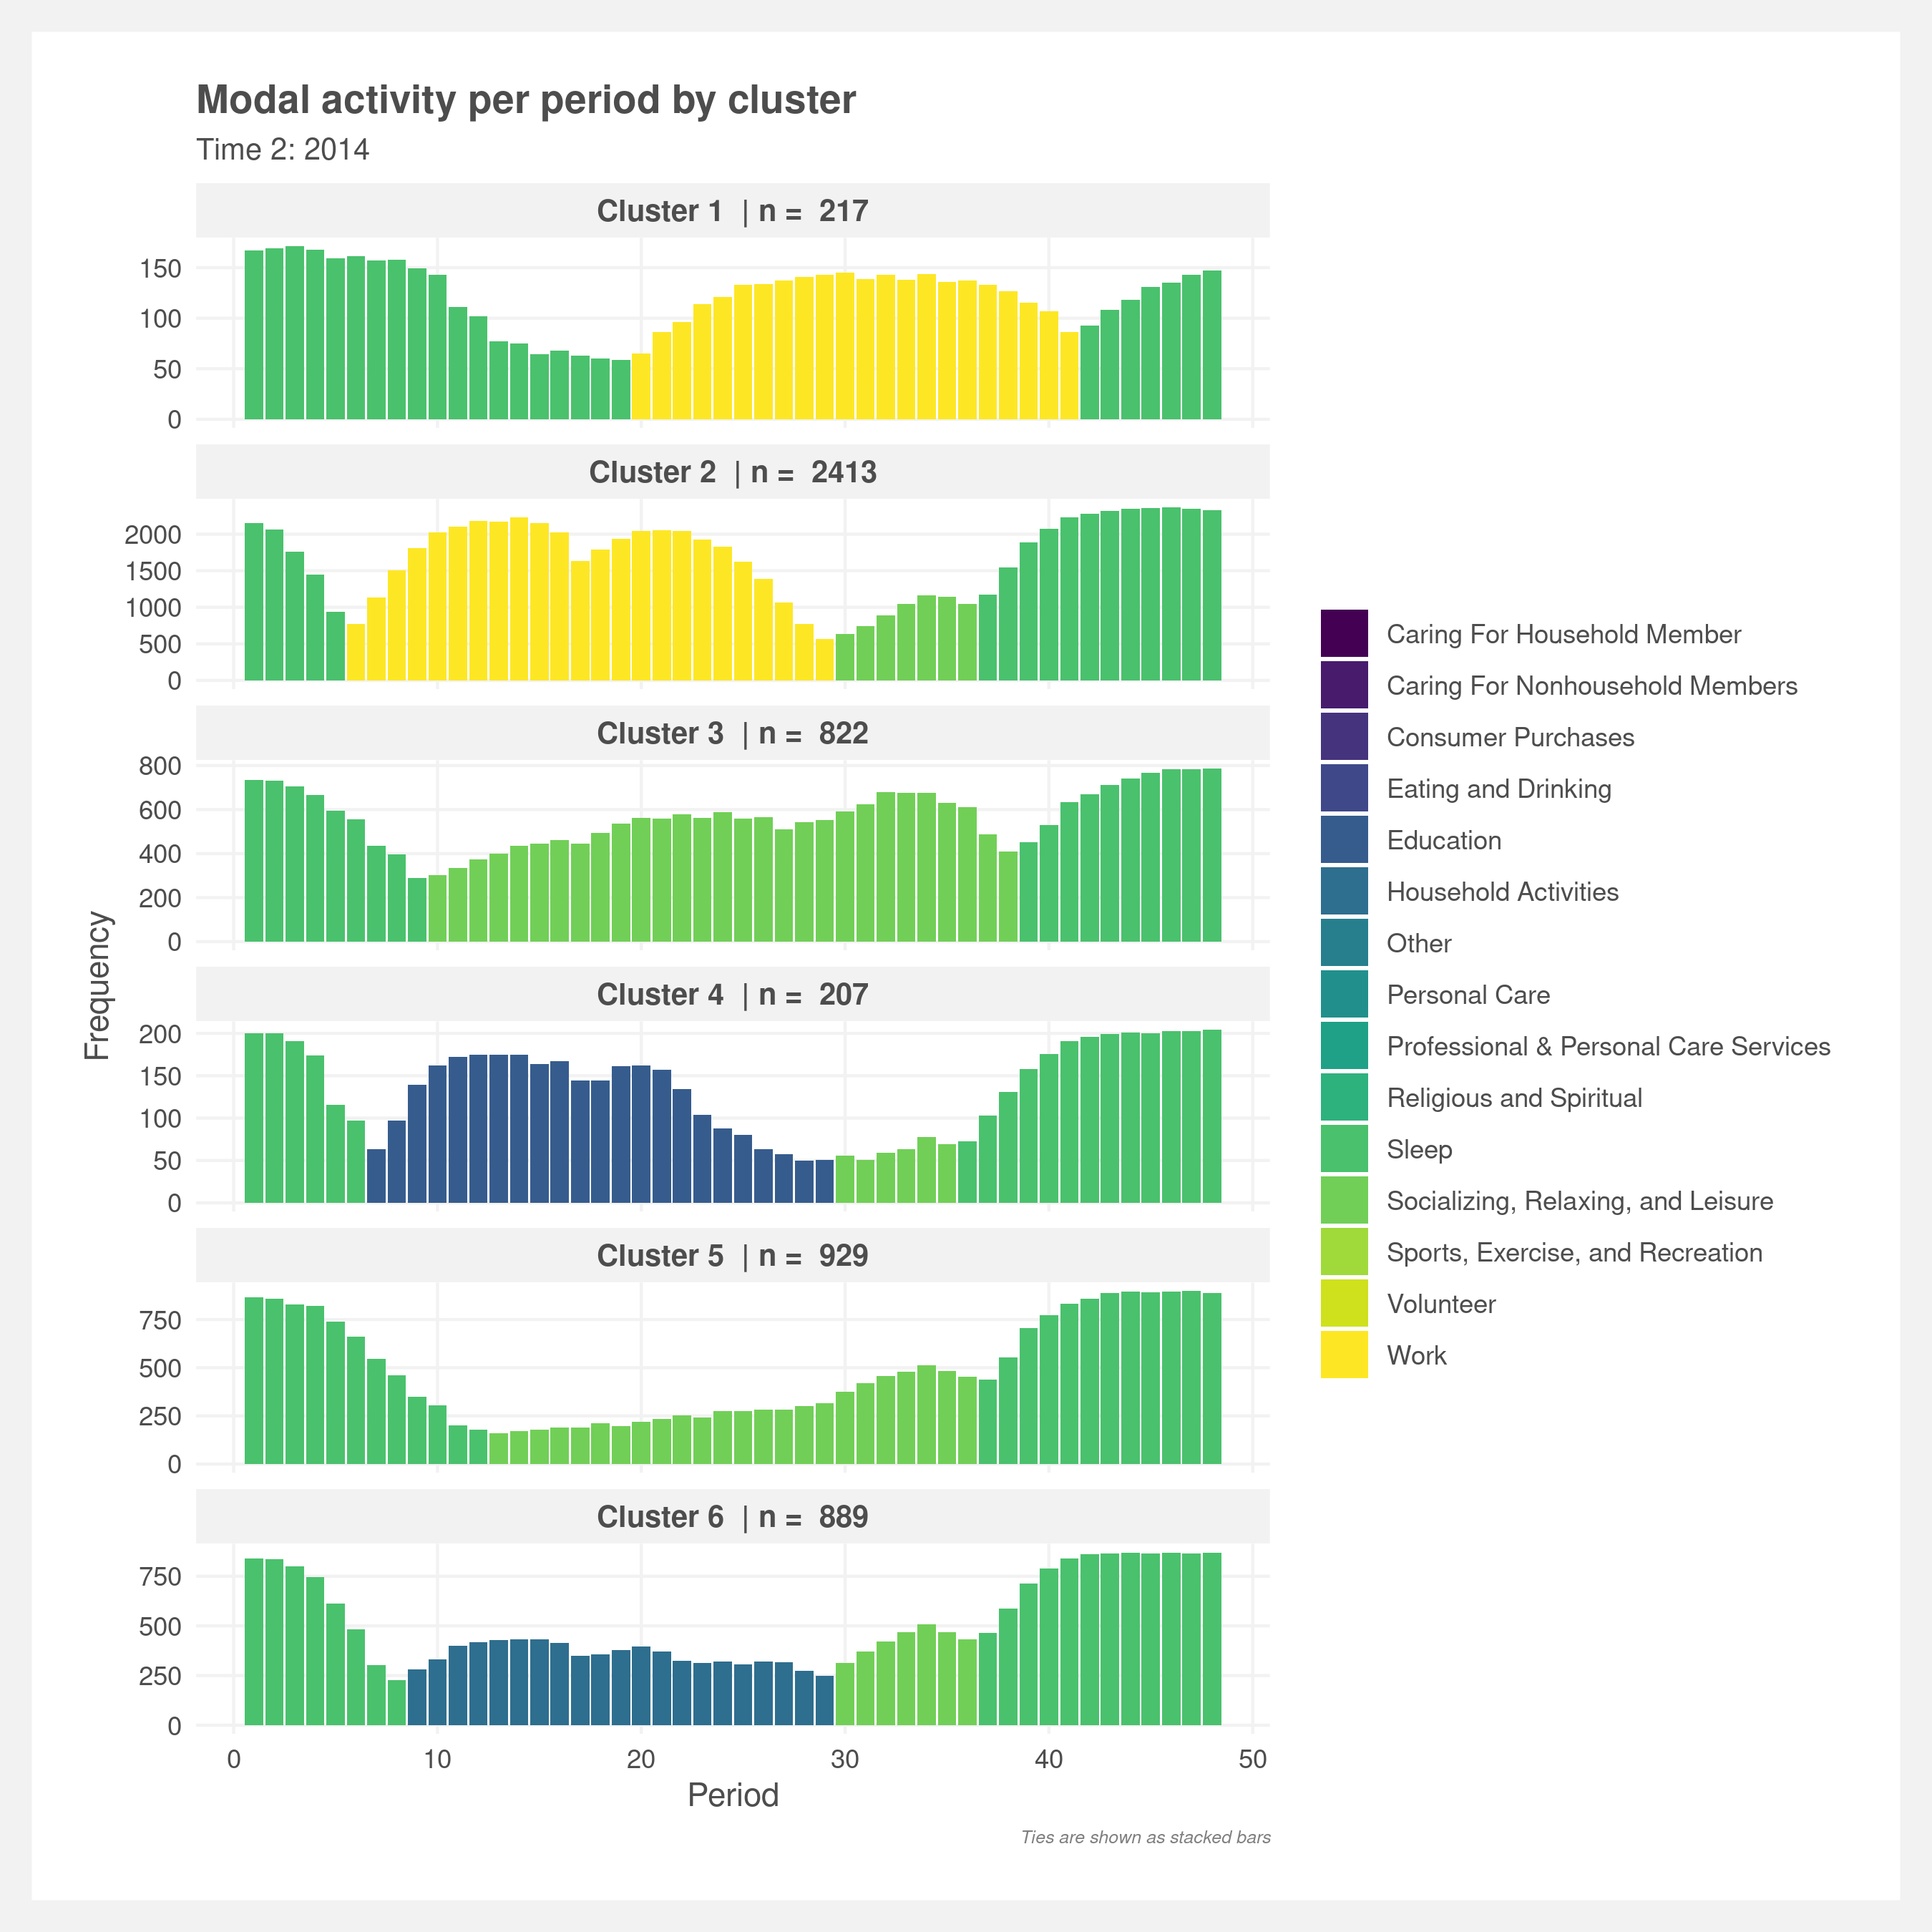 Modal activity per period by cluster
Time 2: 2014
Cluster 1 | n = 217
150
100
50
0
Cluster 2 | n = 2413
2000
1500
1000
500
0
Cluster 3 | n = 822
800
600
400
200
0
Cluster 4 | n = 207
200
150
100
50
0
Cluster 5 | n = 929
750
500
250
0
Cluster 6 | n = 889
750
500
250
0
0 10 20 30 40 50
Period
Frequency
Ties are shown as stacked bars
Caring For Household Member
Caring For Nonhousehold Members
Consumer Purchases
Eating and Drinking
Education
Household Activities
Other
Personal Care
Professional & Personal Care Services
Religious and Spiritual
Sleep
Socializing, Relaxing, and Leisure
Sports, Exercise, and Recreation
Volunteer
Work